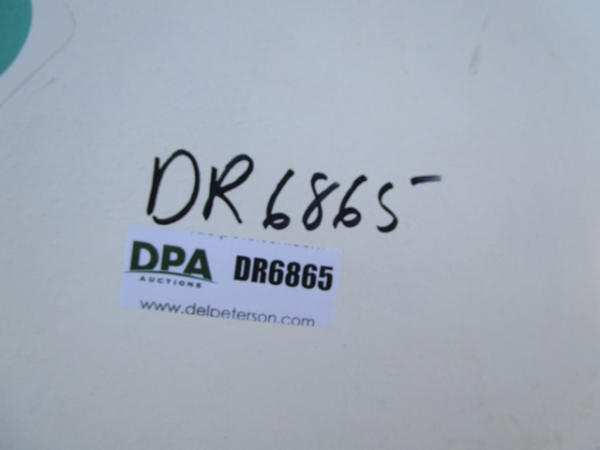 DR6865
DPA
AUCTIONS
DR6865
www.delpeterson.com